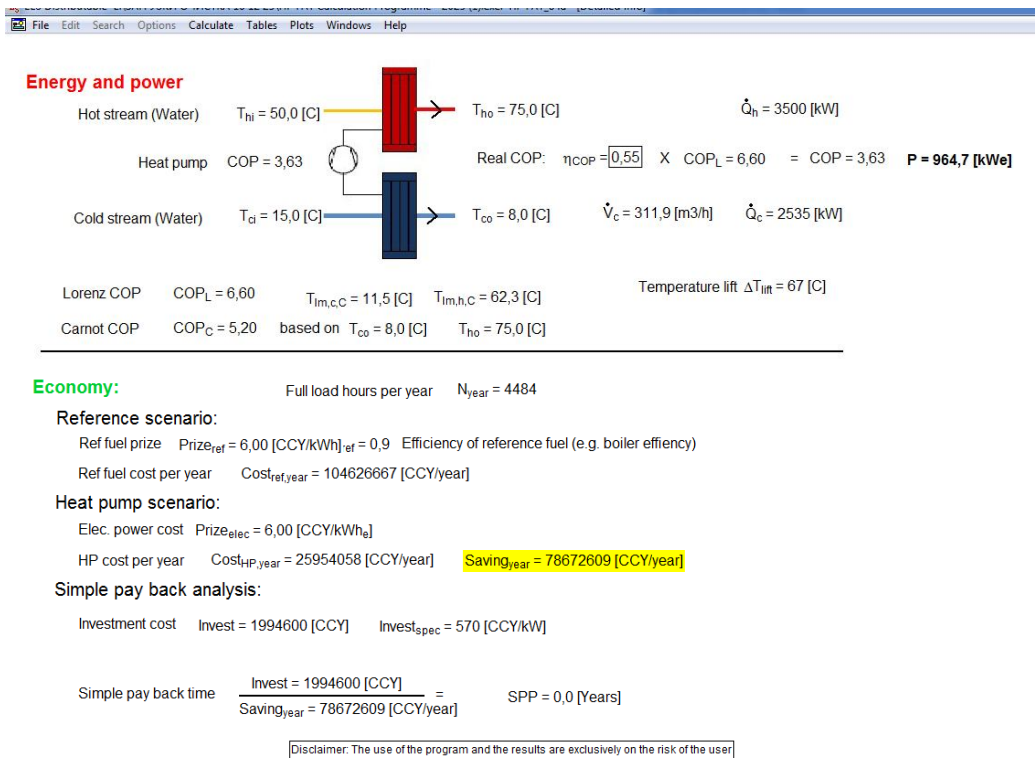 File Edit Search Options Calculate Tables Plots Windows Help
Energy and power
Hot stream (Water) Thi = 50,0 [C] Tho = 75,0 [C] Q̇h = 3500 [kW]
Heat pump COP = 3,63 Real COP: ηCOP = 0,55 X COPL = 6,60 = COP = 3,63 P = 964,7 [kWe]
Cold stream (Water) Tci = 15,0 [C] Tco = 8,0 [C] V̇c = 311,9 [m3/h] Q̇c = 2535 [kW]
Lorenz COP COPL = 6,60 Tlm,c,C = 11,5 [C] Tlm,h,C = 62,3 [C] Temperature lift ΔTlift = 67 [C]
Carnot COP COPC = 5,20 based on Tco = 8,0 [C] Tho = 75,0 [C]
Economy: Full load hours per year Nyear = 4484
Reference scenario:
Ref fuel prize Prizeref = 6,00 [CCY/kWh]·ef = 0,9 Efficiency of reference fuel (e.g. boiler effiency)
Ref fuel cost per year Costref,year = 104626667 [CCY/year]
Heat pump scenario:
Elec. power cost Prizeelec = 6,00 [CCY/kWhe]
HP cost per year CostHP,year = 25954058 [CCY/year] Savingyear = 78672609 [CCY/year]
Simple pay back analysis:
Investment cost Invest = 1994600 [CCY] Investspec = 570 [CCY/kW]
Invest = 1994600 [CCY]
Simple pay back time = SPP = 0,0 [Years]
Savingyear = 78672609 [CCY/year]
Disclaimer: The use of the program and the results are exclusively on the risk of the user